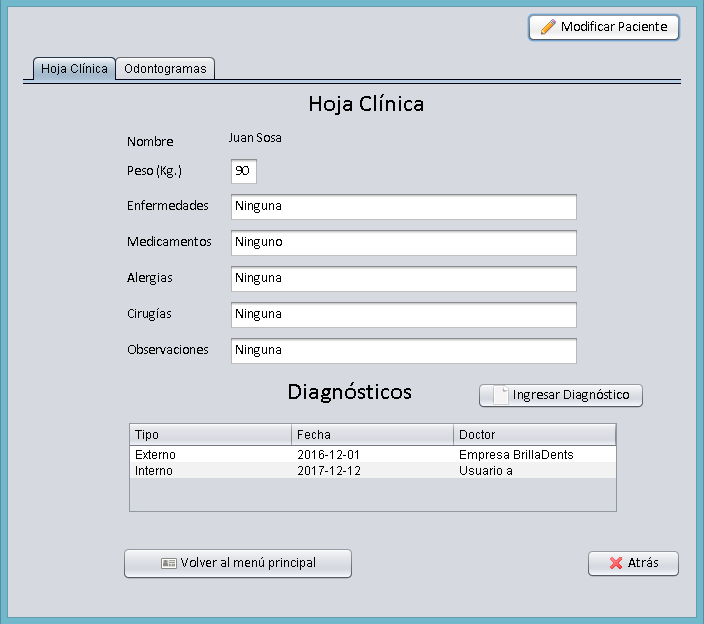 Modificar Paciente
Hoja Clínica Odontogramas
Hoja Clínica
Nombre Juan Sosa
Peso (Kg.) 90
Enfermedades Ninguna
Medicamentos Ninguno
Alergias Ninguna
Cirugías Ninguna
Observaciones Ninguna
Diagnósticos Ingresar Diagnóstico
Tipo Fecha Doctor
Externo 2016-12-01 Empresa BrillaDents
Interno 2017-12-12 Usuario a
Volver al menú principal Atrás